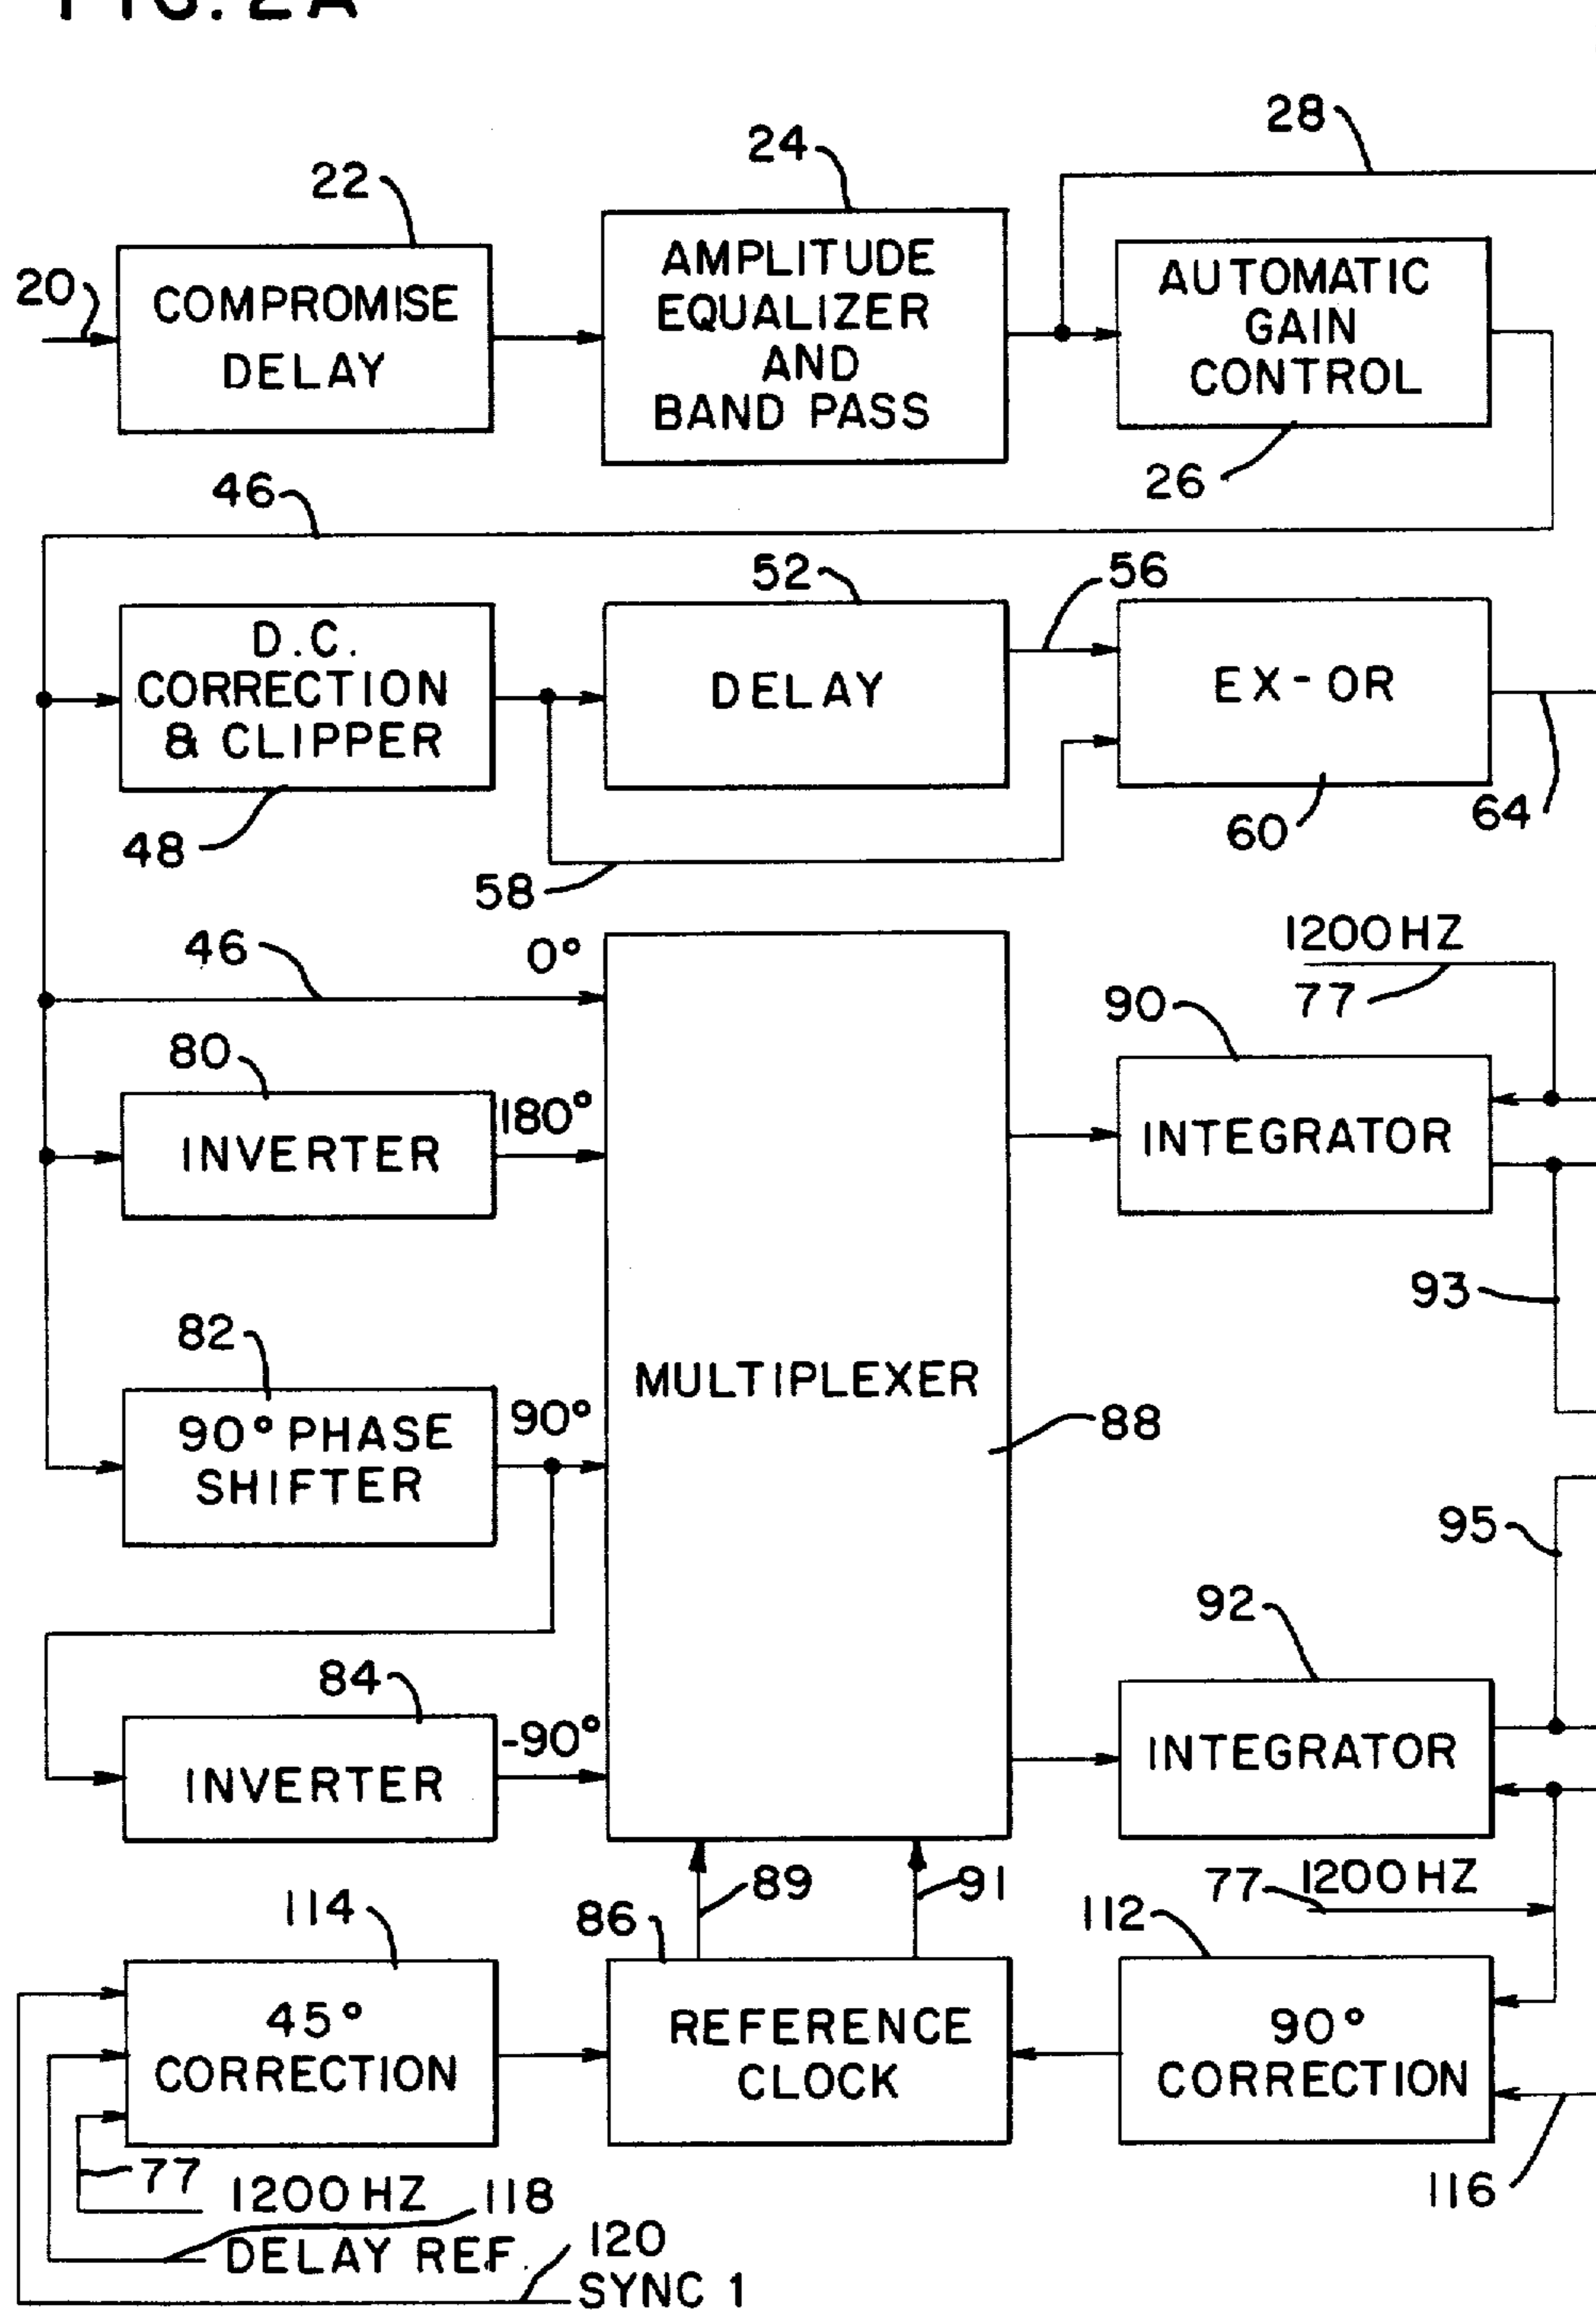 FIG. 2A
28
24
22
20
COMPROMISE
DELAY
AMPLITUDE
EQUALIZER
AND
BAND PASS
AUTOMATIC
GAIN
CONTROL
26
46
52
56
D.C.
CORRECTION
& CLIPPER
DELAY
EX-OR
48
58
60
64
46
0°
1200 HZ
77
90
80
180°
INVERTER
INTEGRATOR
93
82
90°
90° PHASE
SHIFTER
MULTIPLEXER
88
95
92
84
-90°
INVERTER
INTEGRATOR
89
91
77
1200 HZ
114
86
112
45°
CORRECTION
REFERENCE
CLOCK
90°
CORRECTION
77
1200 HZ
118
116
DELAY REF.
120
SYNC 1